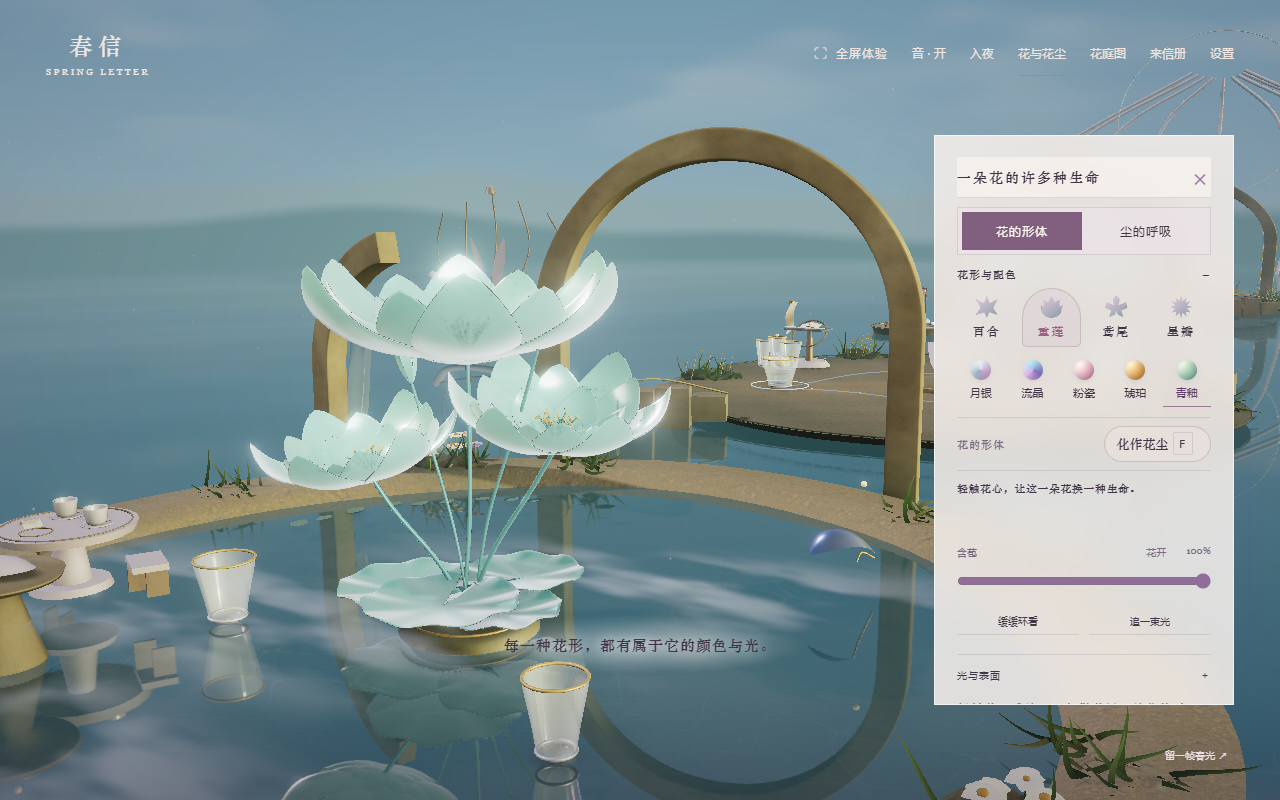 春信
SPRING LETTER
全屏体验 音·开 入夜 花与花尘 花庭图 来信册 设置
一朵花的许多种生命 ×
花的形体 尘的呼吸
花形与配色 −
百合 重莲 鸢尾 星瓣
月银 流晶 粉瓷 琥珀 青釉
花的形体 化作花尘 F
轻触花心，让这一朵花换一种生命。
含苞 花开 100%
缓缓环看 追一束光
光与表面 +
每一种花形，都有属于它的颜色与光。
留一帧春光 ↗